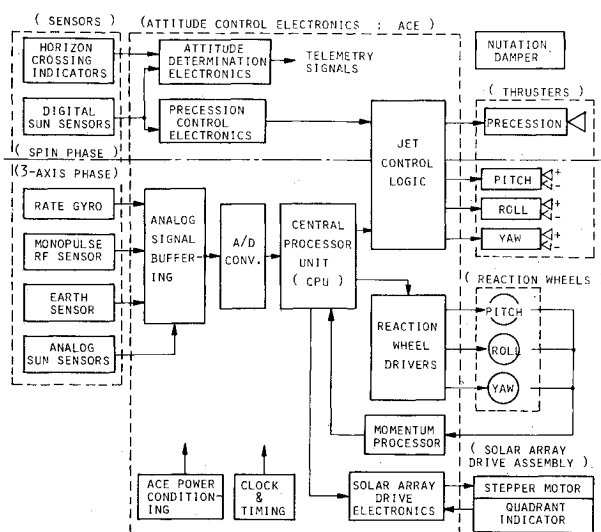 ( SENSORS )
(ATTITUDE CONTROL ELECTRONICS : ACE)
HORIZON
CROSSING
INDICATORS
ATTITUDE
DETERMINATION
ELECTRONICS
TELEMETRY
SIGNALS
NUTATION
DAMPER
DIGITAL
SUN SENSORS
PRECESSION
CONTROL
ELECTRONICS
JET
CONTROL
LOGIC
( THRUSTERS )
PRECESSION
( SPIN PHASE )
(3-AXIS PHASE)
PITCH
+
-
ROLL
+
-
YAW
+
-
RATE GYRO
MONOPULSE
RF SENSOR
EARTH
SENSOR
ANALOG
SUN SENSORS
ANALOG
SIGNAL
BUFFER-
ING
A/D
CONV.
CENTRAL
PROCESSOR
UNIT
( CPU )
REACTION
WHEEL
DRIVERS
( REACTION WHEELS )
PITCH
ROLL
YAW
MOMENTUM
PROCESSOR
ACE POWER
CONDITION-
ING
CLOCK
&
TIMING
SOLAR ARRAY
DRIVE
ELECTRONICS
( SOLAR ARRAY
DRIVE ASSEMBLY )
STEPPER MOTOR
QUADRANT
INDICATOR